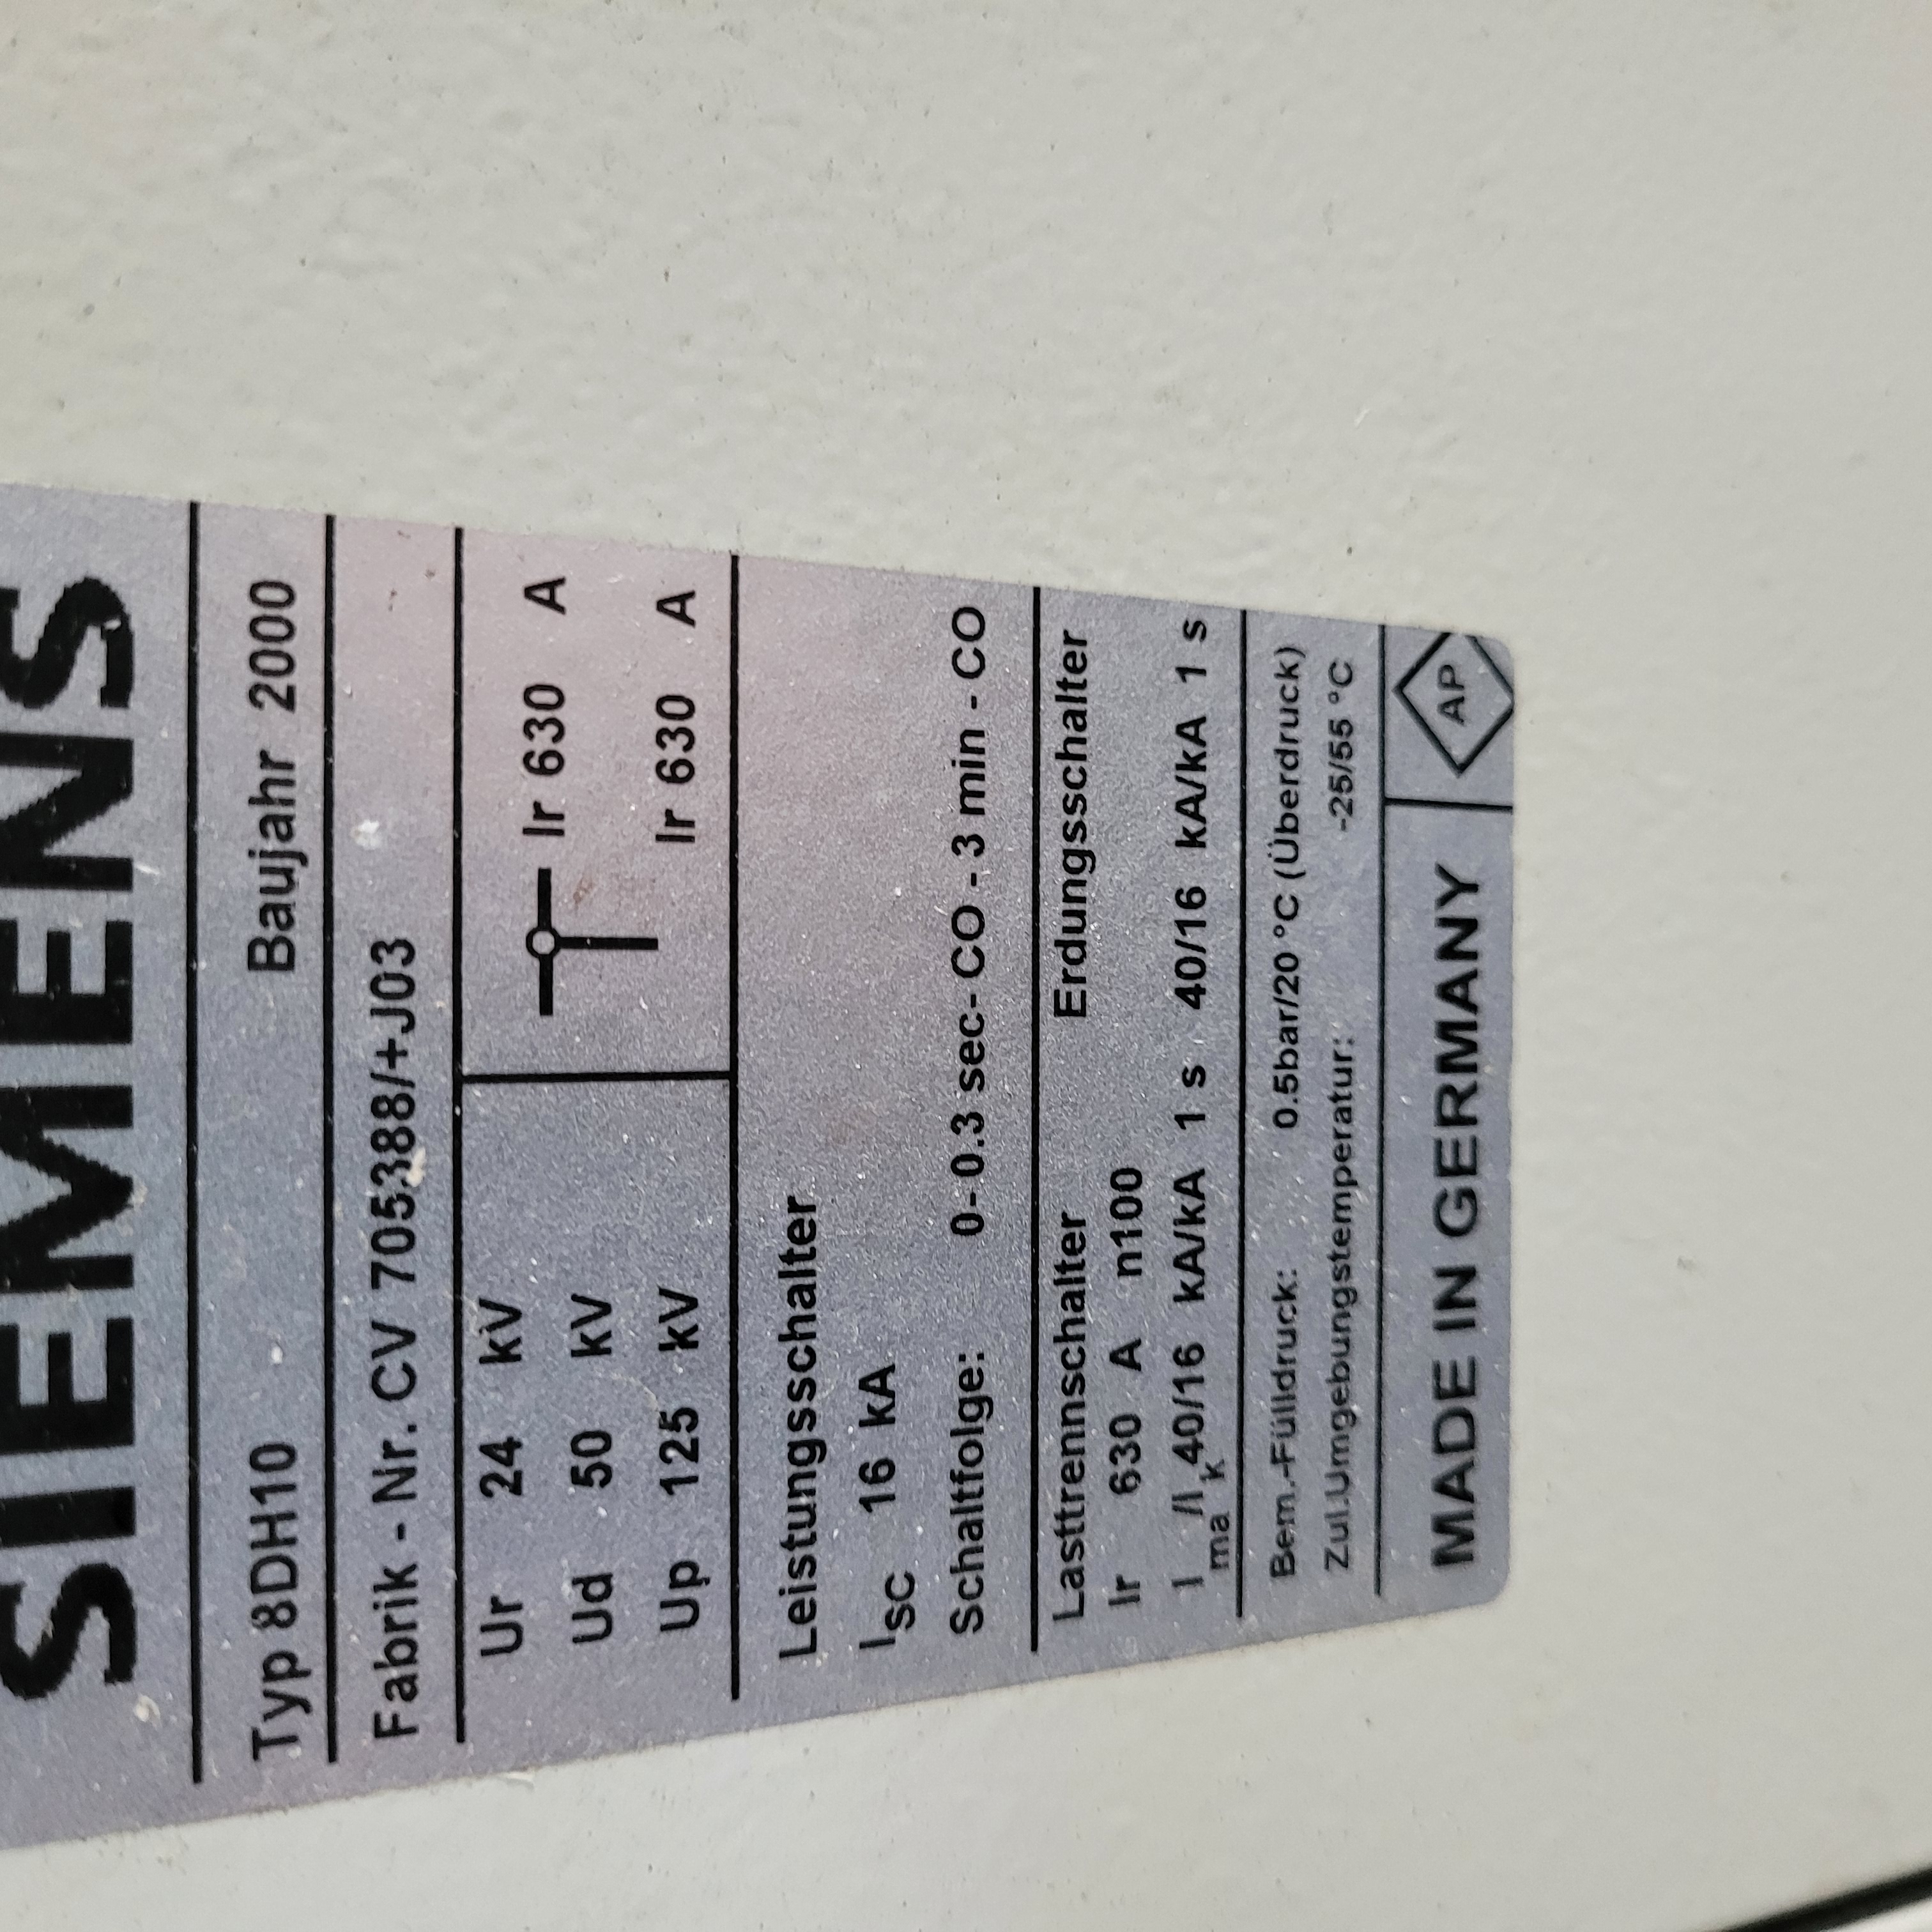 SIEMENS
Typ 8DH10 Baujahr 2000
Fabrik - Nr. CV 705388/+J03
Ur 24 kV Ir 630 A
Ud 50 kV
Up 125 kV Ir 630 A
Leistungsschalter
Isc 16 kA
Schaltfolge: 0- 0.3 sec- CO - 3 min - CO
Lasttrennschalter Erdungsschalter
Ir 630 A n100
I ma /I k 40/16 kA/kA 1 s 40/16 kA/kA 1 s
Bem.-Fülldruck: 0.5bar/20 °C (Überdruck)
Zul.Umgebungstemperatur: -25/55 °C
MADE IN GERMANY AP